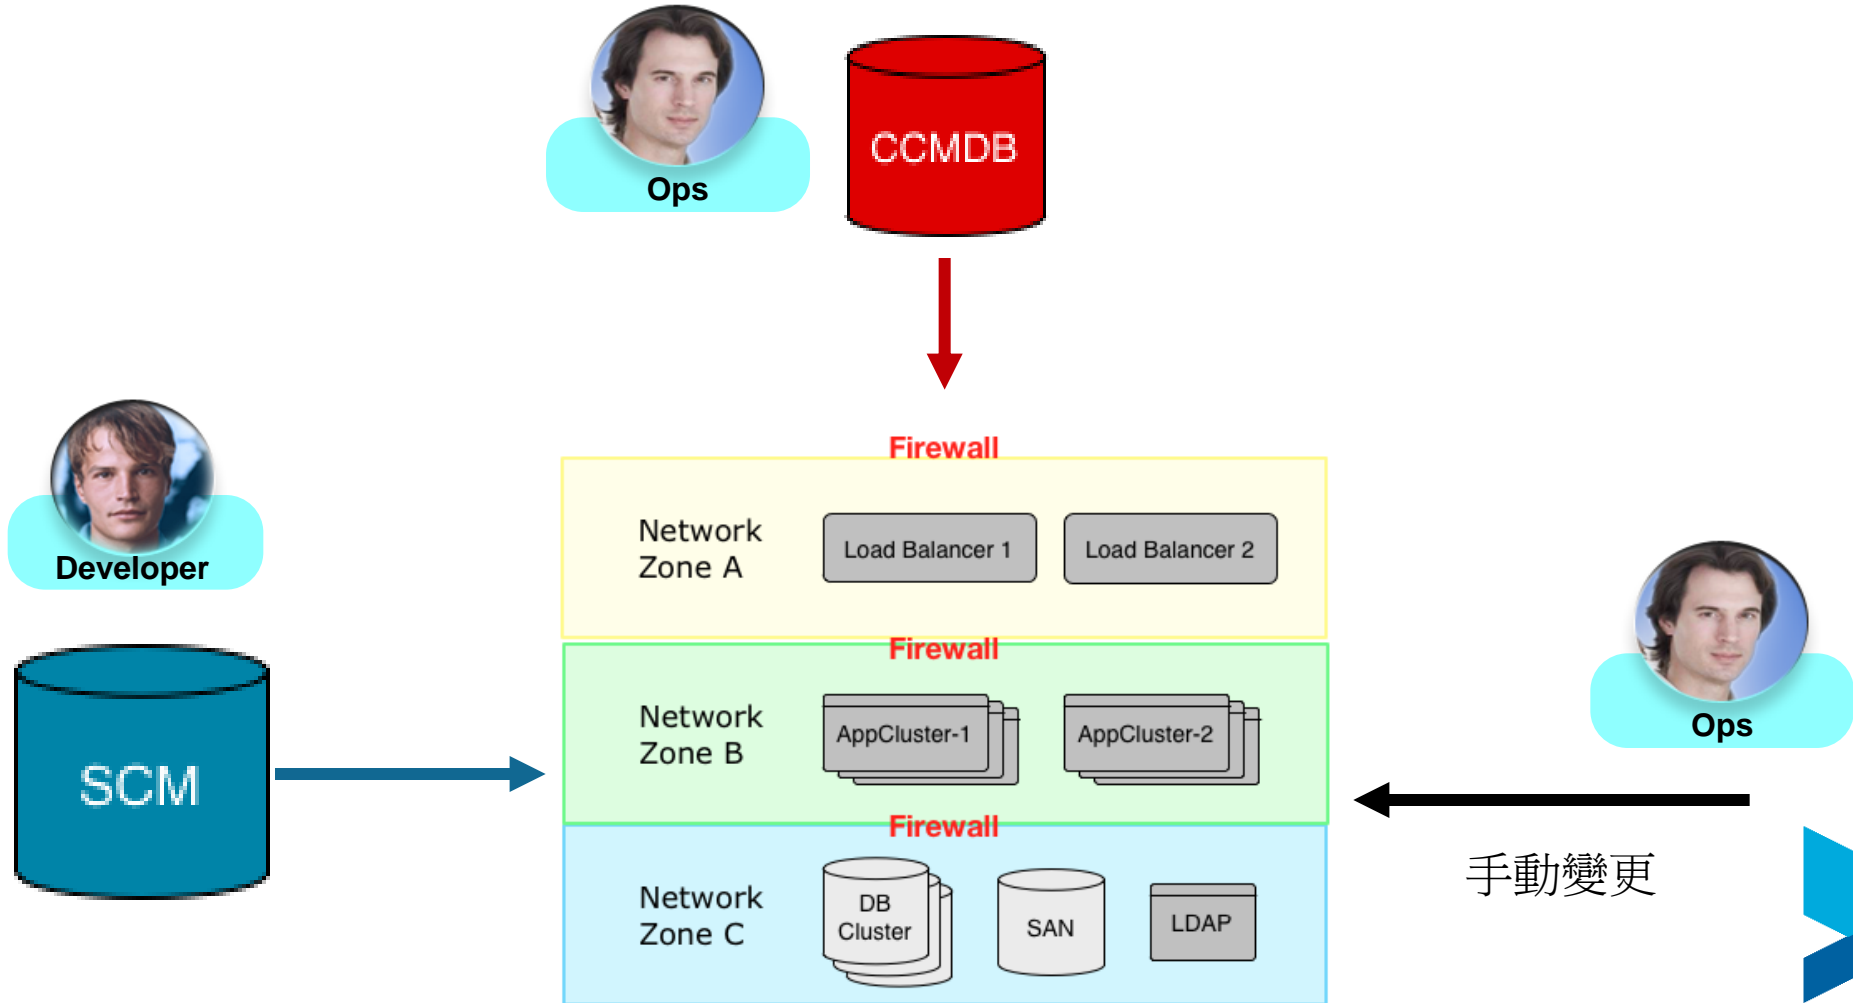 Ops
CCMDB
Developer
SCM
Firewall
Network
Zone A
Load Balancer 1
Load Balancer 2
Firewall
Network
Zone B
AppCluster-1
AppCluster-2
Firewall
Network
Zone C
DB
Cluster
SAN
LDAP
Ops
手動變更